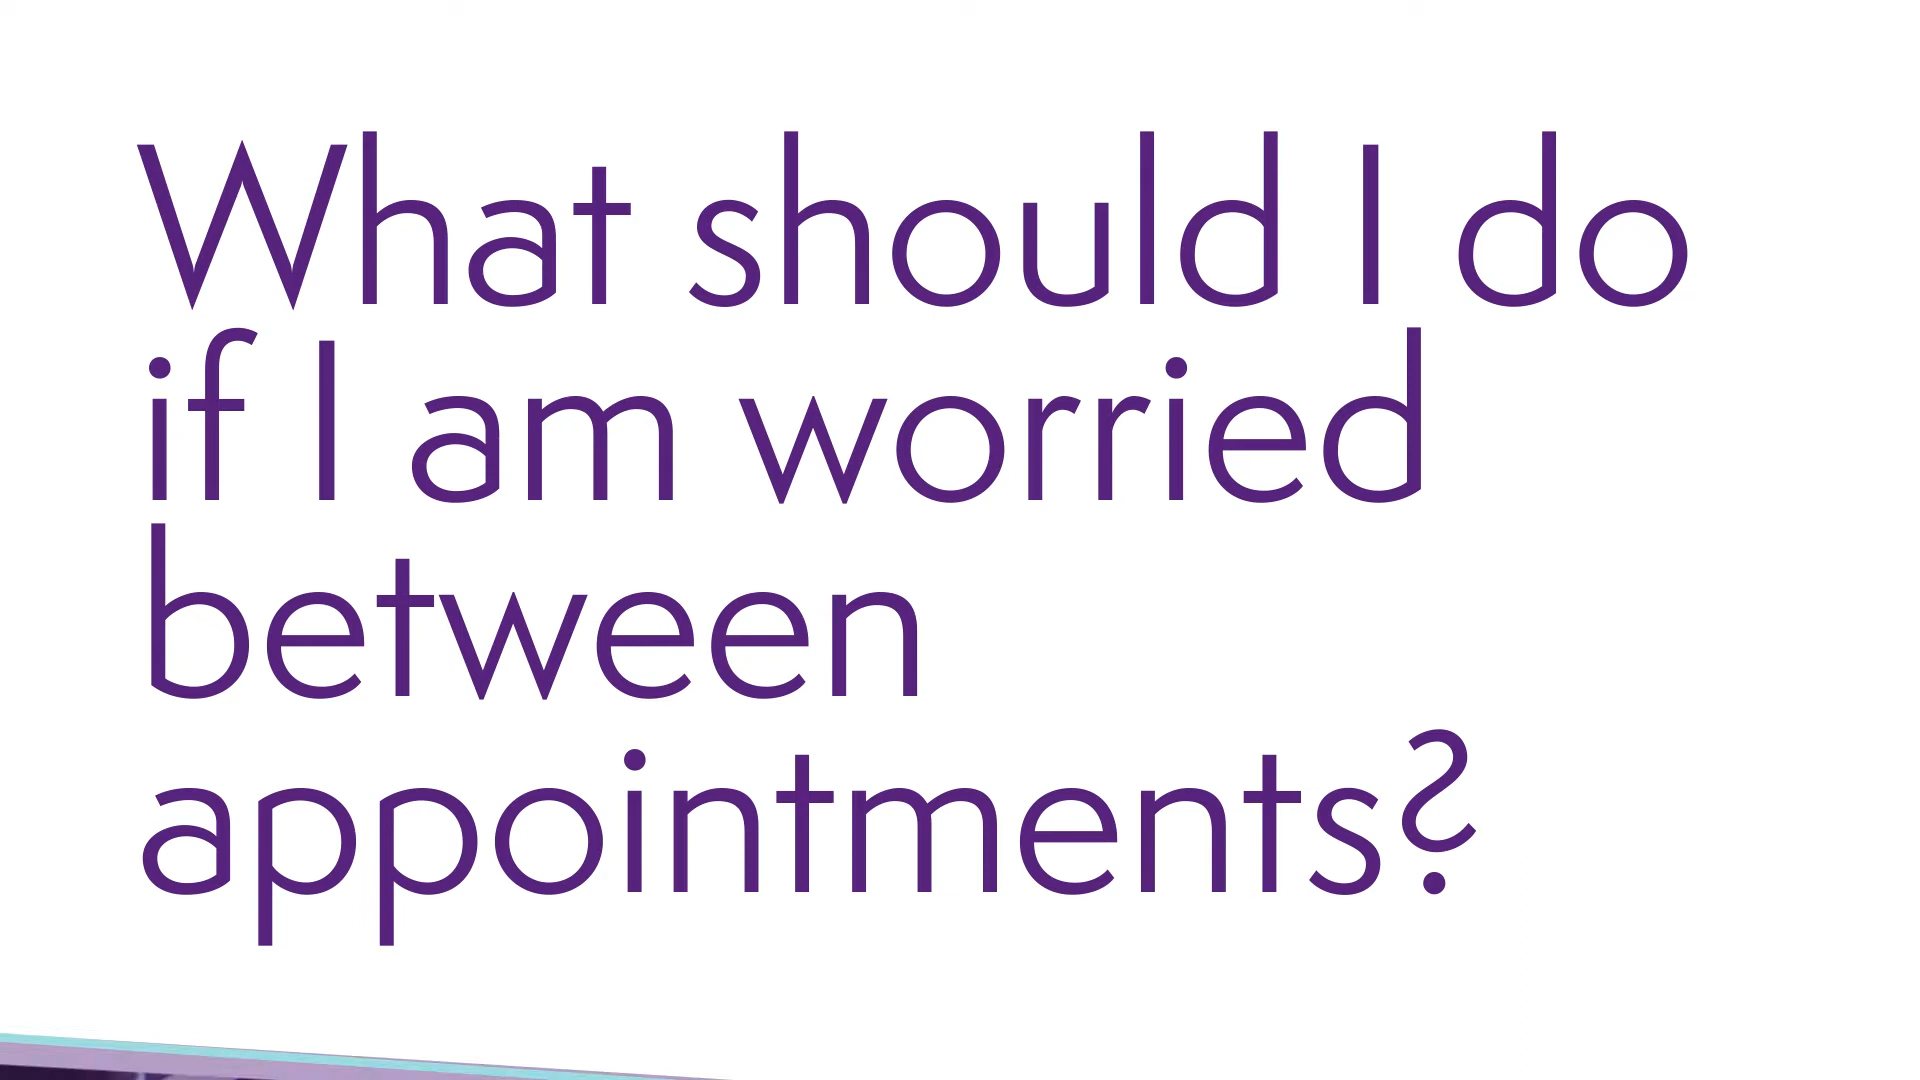 What should I do
if I am worried
between
appointments?